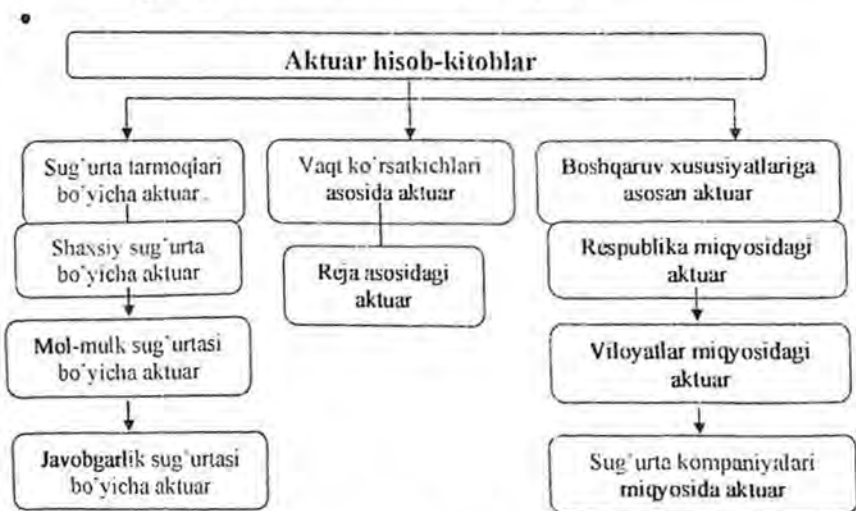 Aktuar hisob-kitoblar
Sug`urta tarmoqlari
bo`yicha aktuar
Shaxsiy sug`urta
bo`yicha aktuar
Mol-mulk sug`urtasi
bo`yicha aktuar
Javobgarlik sug`urtasi
bo`yicha aktuar
Vaqt ko`rsatkichlari
asosida aktuar
Reja asosidagi
aktuar
Boshqaruv xususiyatlariga
asosan aktuar
Respublika miqyosidagi
aktuar
Viloyatlar miqyosidagi
aktuar
Sug`urta kompaniyalari
miqyosida aktuar